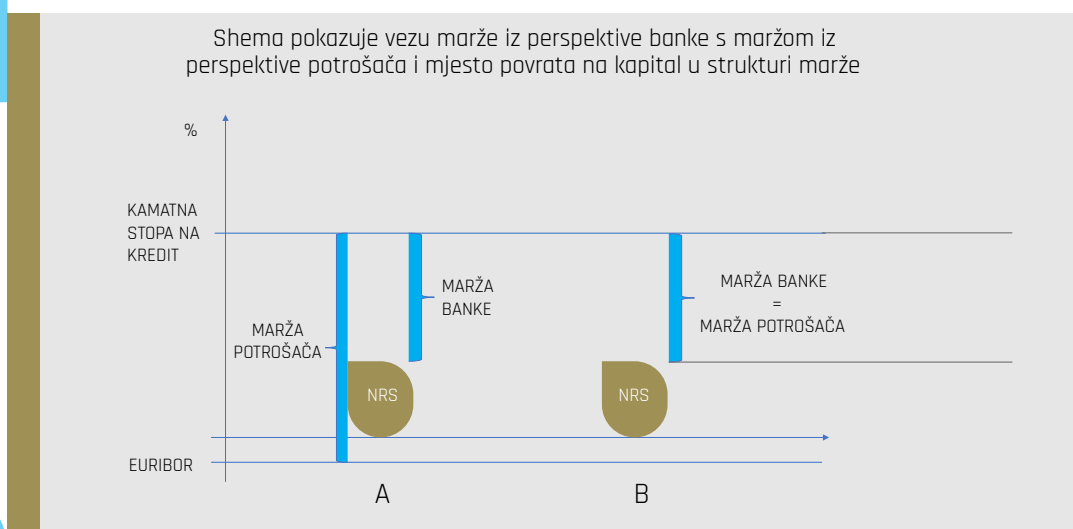 Shema pokazuje vezu marže iz perspektive banke s maržom iz
perspektive potrošača i mjesto povrata na kapital u strukturi marže
%
KAMATNA
STOPA NA
KREDIT
MARŽA
POTROŠAČA
MARŽA
BANKE
MARŽA BANKE
=
MARŽA POTROŠAČA
NRS
NRS
EURIBOR
A
B